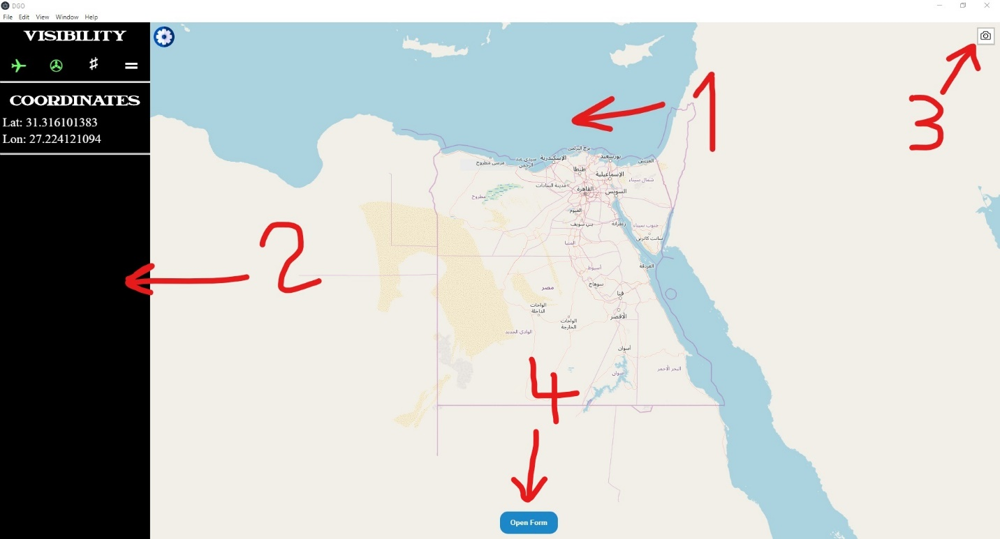 DGO
File Edit View Window Help
VISIBILITY
COORDINATES
Lat: 31.316101383
Lon: 27.224121094
1
2
3
4
برج البرلس
بورسعيد
الإسكندرية
سيدي عبد
الرحمن
مرسى مطروح
العريش
طنطا
الإسماعيلية
شمال سيناء
مدينة السادات
القاهرة
السويس
مطروح
الفيوم
بني سويف
زعفرانه
جنوب سيناء
سانت كاترين
المنيا
الغردقة
أسيوط
سوهاج
مصر
قنا
الواحات
الداخلة
الأقصر
الواحات
الخارجة
الوادي الجديد
أسوان
البحر الأحمر
أسوان
Open Form